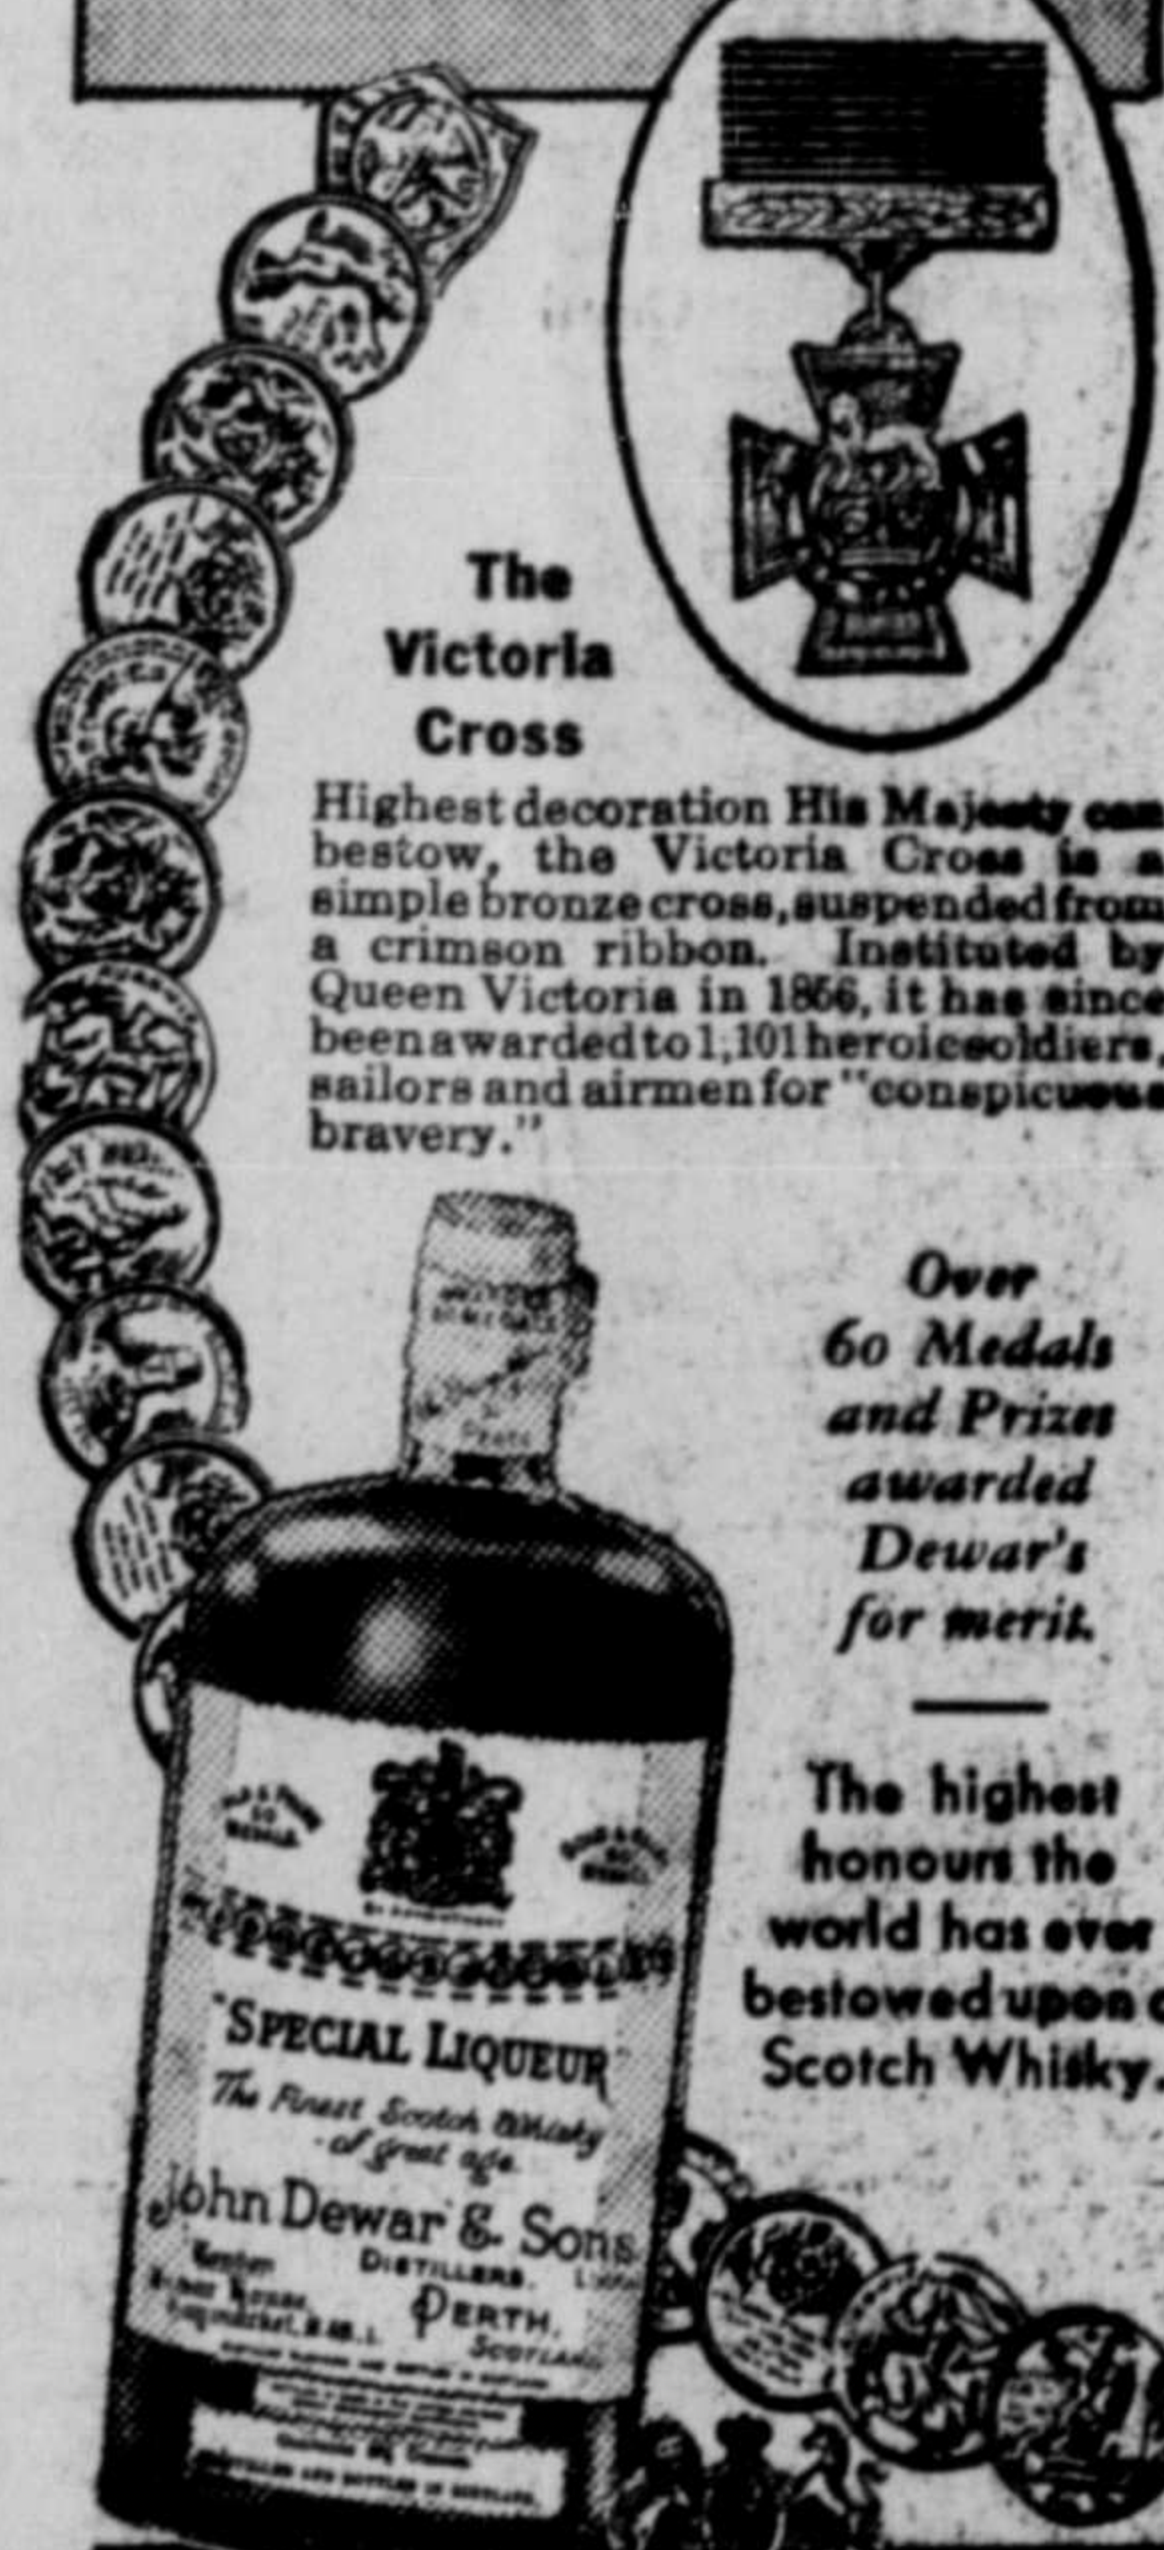 The
Victoria
Cross
Highest decoration His Majesty can
bestow, the Victoria Cross is a
simple bronze cross, suspended from
a crimson ribbon. Instituted by
Queen Victoria in 1856, it has since
been awarded to 1,101 heroic soldiers,
sailors and airmen for "conspicuous
bravery."
Over
60 Medals
and Prizes
awarded
Dewar's
for merit.
The highest
honours the
world has ever
bestowed upon a
Scotch Whisky.
"SPECIAL LIQUEUR"
The Finest Scotch Whisky
of great age.
John Dewar & Sons
DISTILLERS.
PERTH,
SCOTLAND